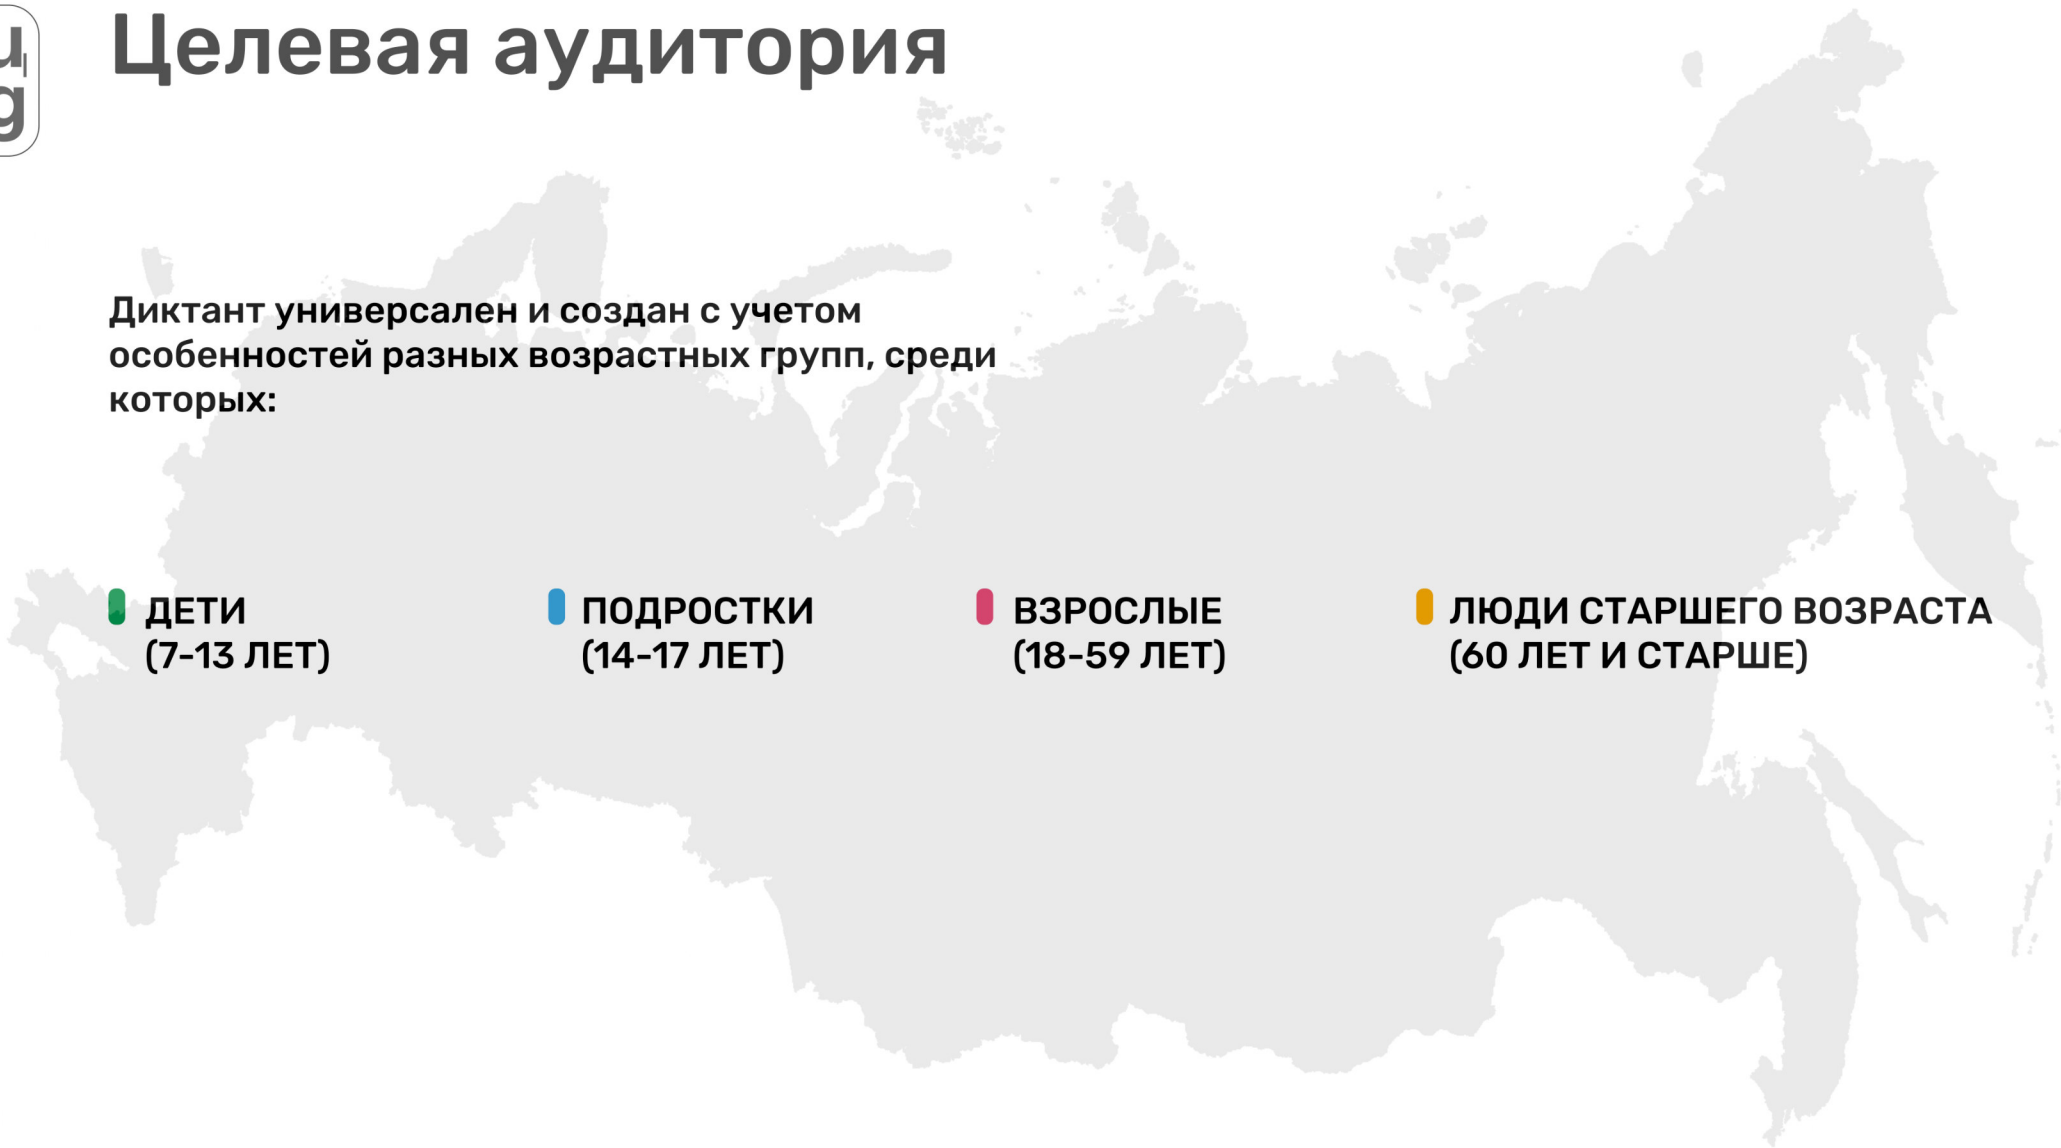 Целевая аудитория
Диктант универсален и создан с учетом
особенностей разных возрастных групп, среди
которых:
ДЕТИ
(7-13 ЛЕТ)
ПОДРОСТКИ
(14-17 ЛЕТ)
ВЗРОСЛЫЕ
(18-59 ЛЕТ)
ЛЮДИ СТАРШЕГО ВОЗРАСТА
(60 ЛЕТ И СТАРШЕ)